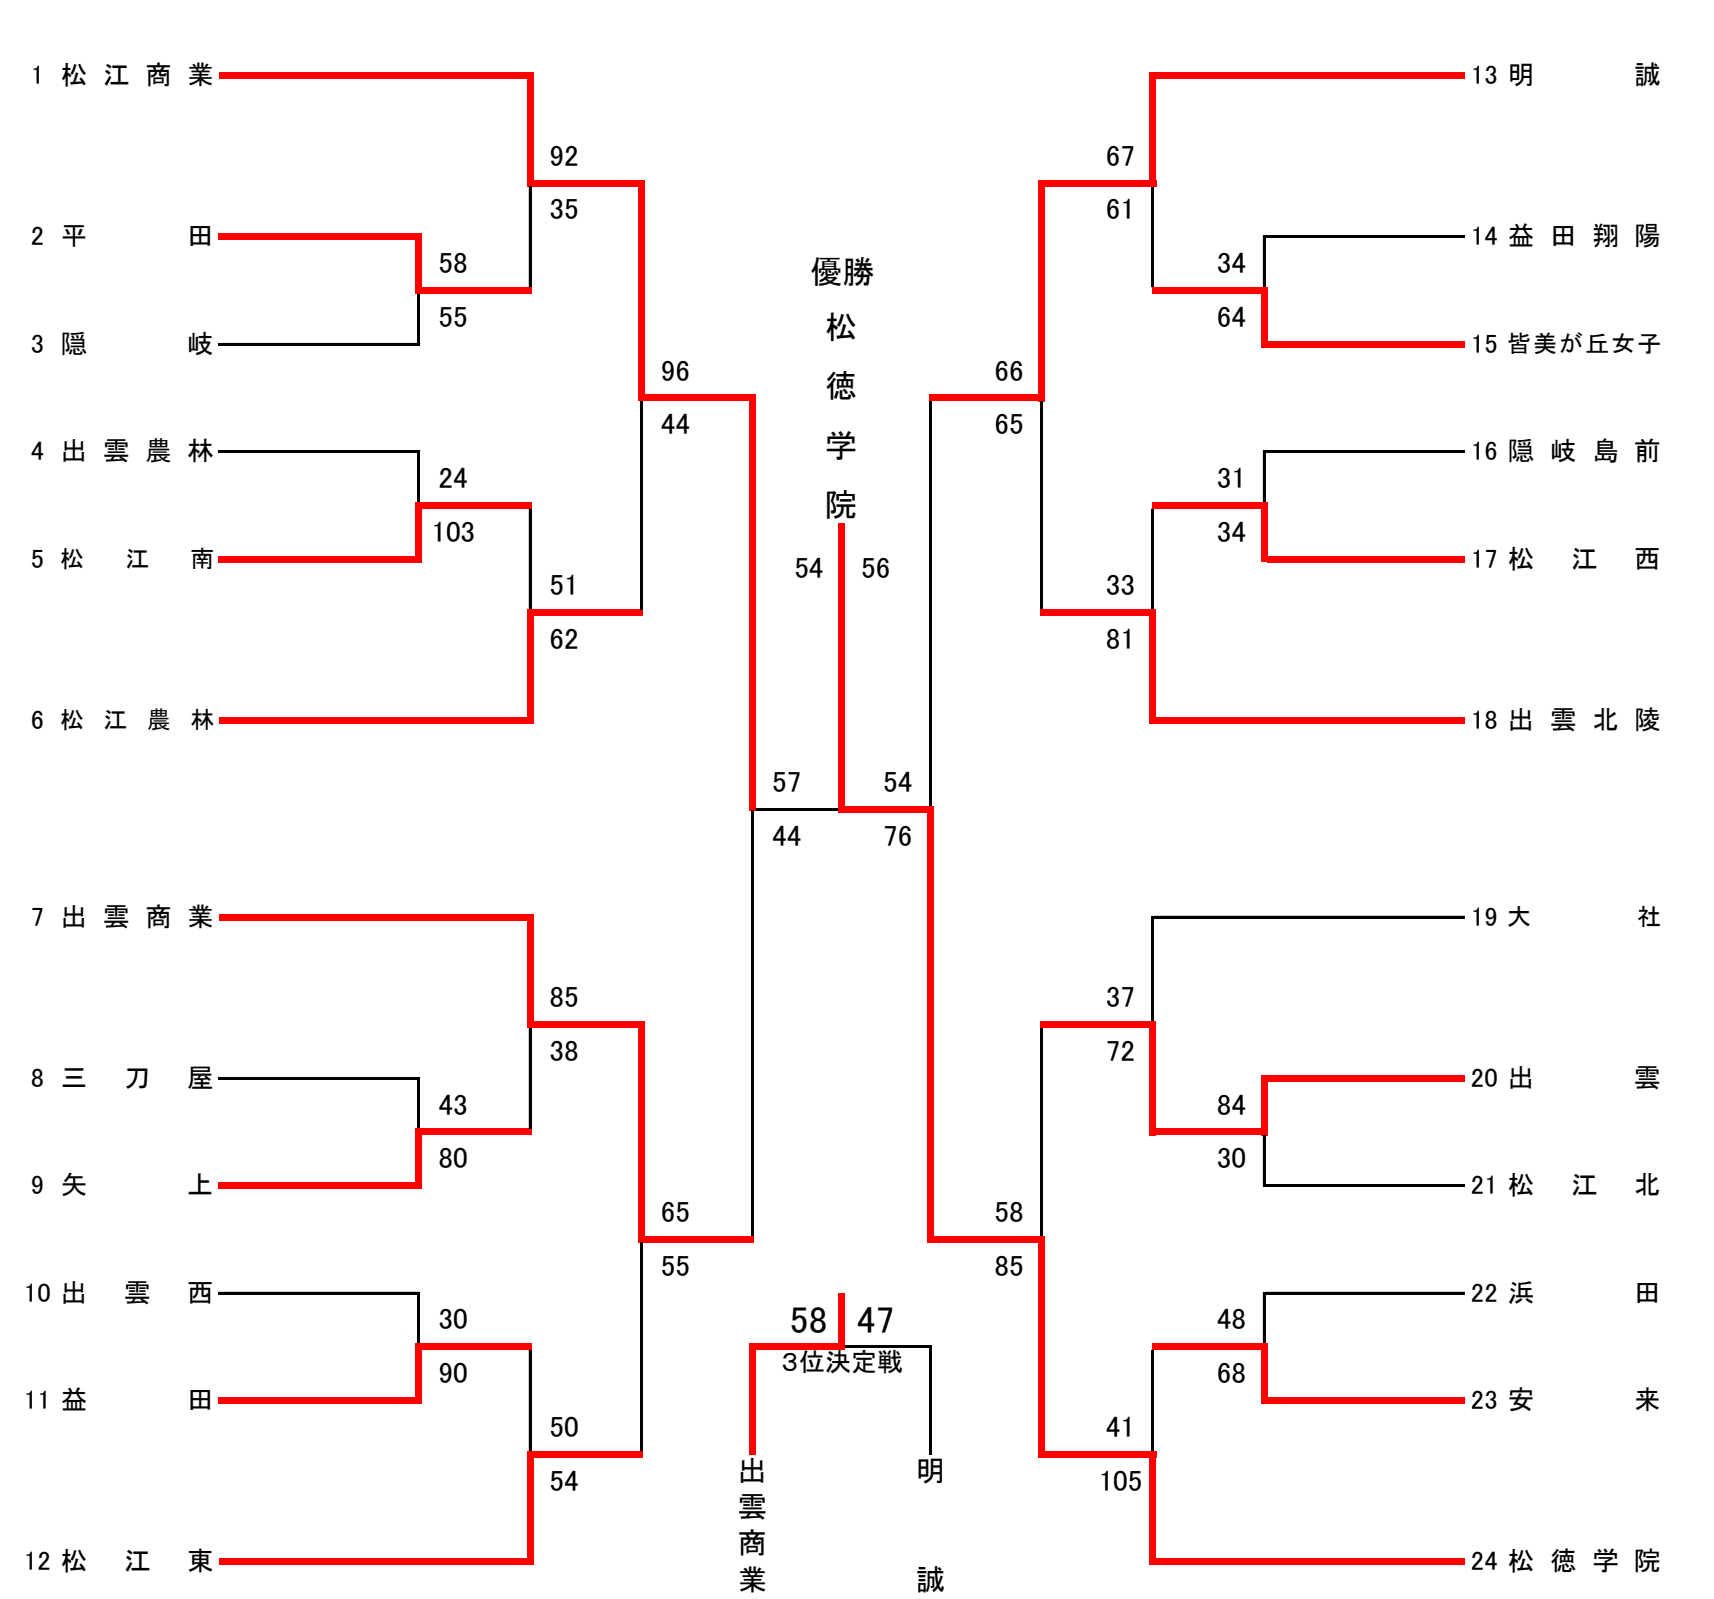 1 松江商業
2 平田
3 隠岐
4 出雲農林
5 松江南
6 松江農林
7 出雲商業
8 三刀屋
9 矢上
10 出雲西
11 益田
12 松江東
92
35
58
55
96
44
24
103
51
62
57
44
85
38
43
80
65
55
30
90
50
54
優勝
松徳学院
54 56
58 47
3位決定戦
出雲商業
明誠
67
61
34
64
66
65
31
34
33
81
54
76
37
72
84
30
58
85
48
68
41
105
13 明誠
14 益田翔陽
15 皆美が丘女子
16 隠岐島前
17 松江西
18 出雲北陵
19 大社
20 出雲
21 松江北
22 浜田
23 安来
24 松徳学院